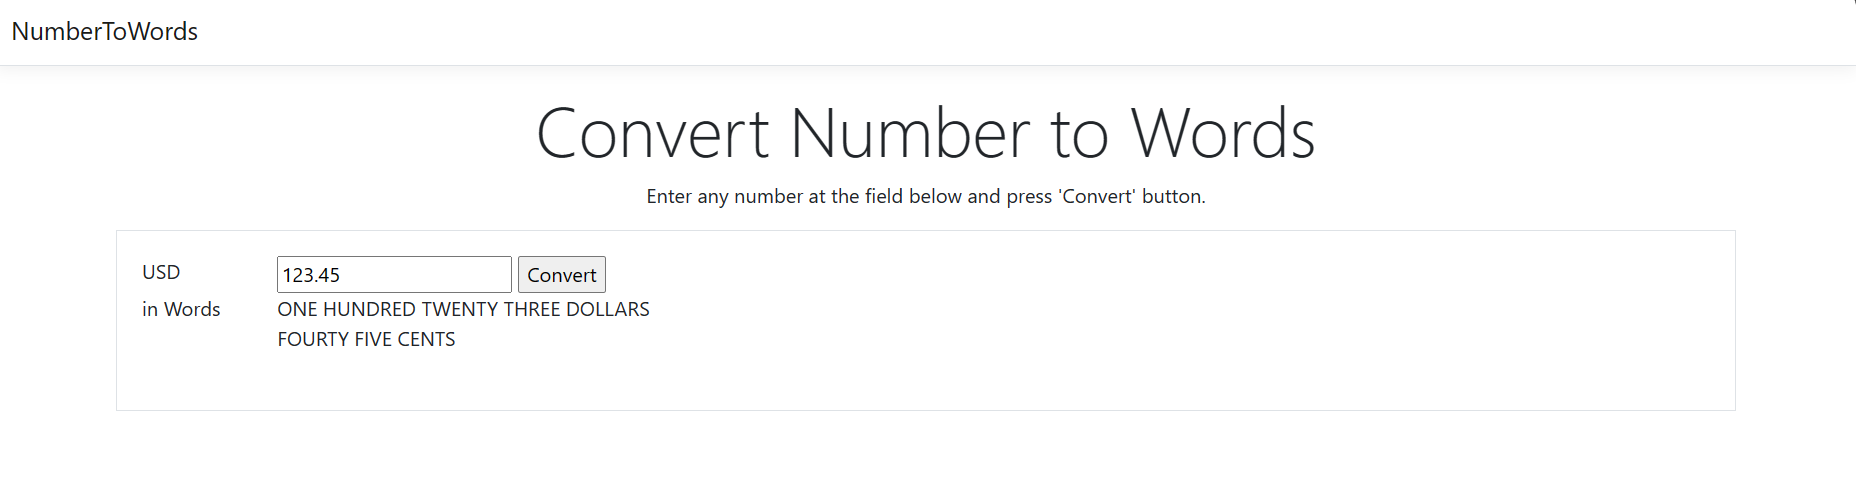 NumberToWords
Convert Number to Words
Enter any number at the field below and press 'Convert' button.
USD 123.45 Convert
in Words ONE HUNDRED TWENTY THREE DOLLARS
FOURTY FIVE CENTS